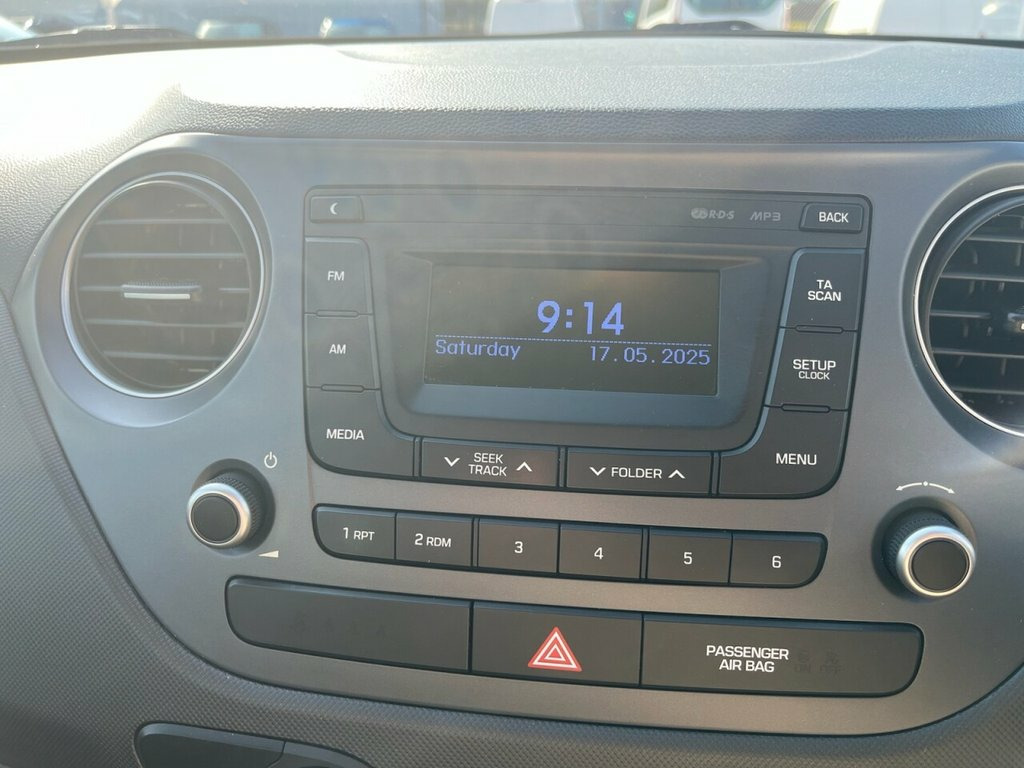 R·D·S MP3 BACK
FM
TA
SCAN
9:14
AM
Saturday 17.05.2025
SETUP
CLOCK
MEDIA
SEEK
TRACK
FOLDER
MENU
1 RPT
2 RDM
3
4
5
6
PASSENGER
AIR BAG